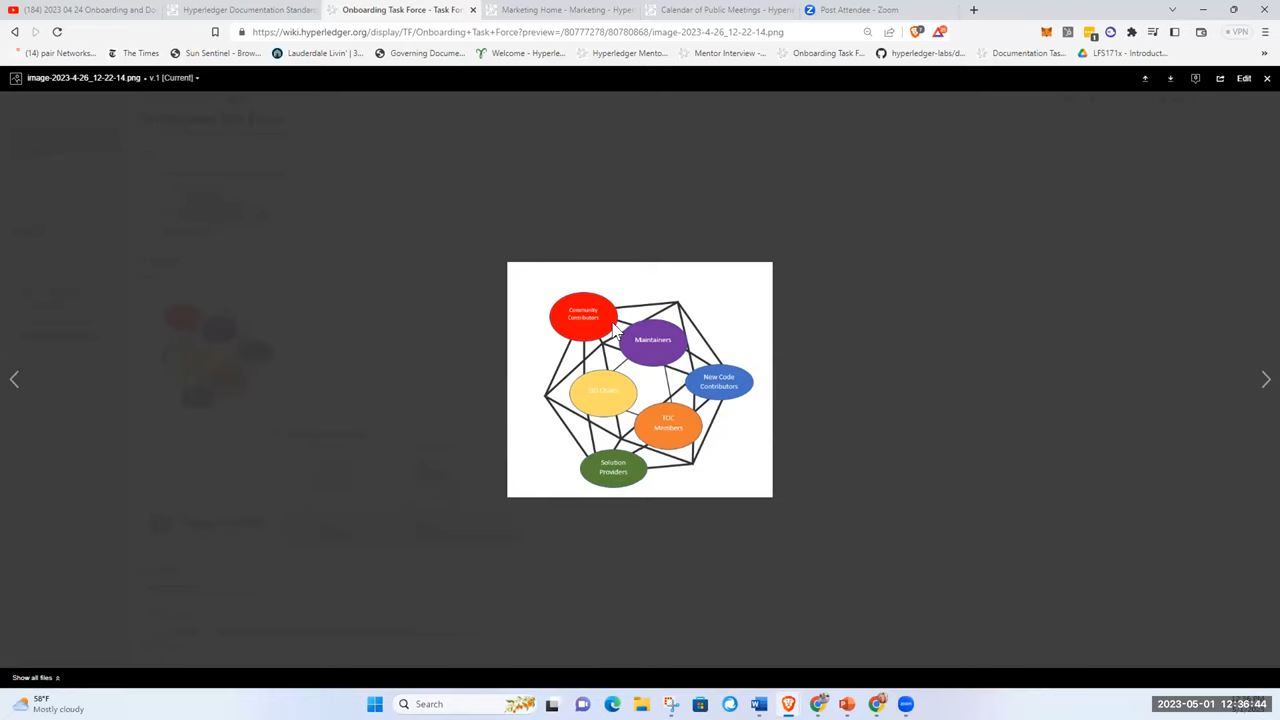 (184) 2023 04 24 Onboarding and Do
Hyperledger Documentation Standard
Onboarding Task Force - Task For
Marketing Home - Marketing - Hype
Calendar of Public Meetings - Hyper
Post Attendee - Zoom
https://wiki.hyperledger.org/display/TF/Onboarding+Task+Force?preview=/80777278/80780868/image-2023-4-26_12-22-14.png
VPN
(14) pair Networks...
The Times
Sun Sentinel - Brow...
Lauderdale Livin' | 3...
Governing Docume...
Welcome - Hyperle...
Hyperledger Mento...
Mentor Interview -...
Onboarding Task F...
hyperledger-labs/d...
Documentation Tas...
LFS171x - Introduct...
image-2023-4-26_12-22-14.png • v.1 [Current]
Edit
Community
Contributors
Maintainers
New Code
Contributors
TOC
Members
Solution
Providers
Show all files
58°F
Mostly cloudy
Search
2023-05-01 12:36:44